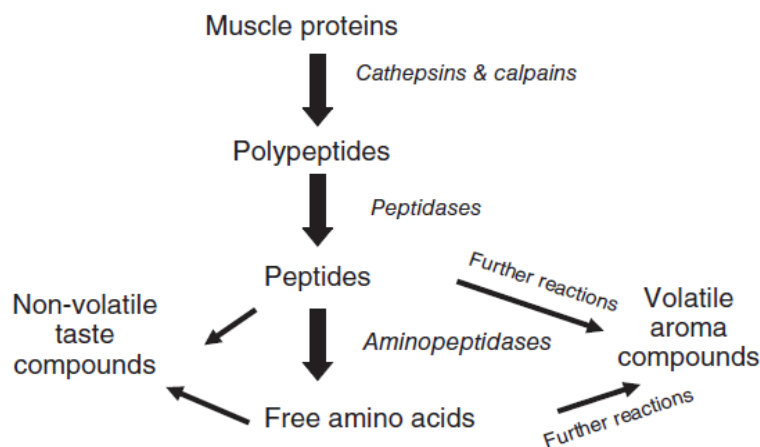 Muscle proteins
Cathepsins & calpains
Polypeptides
Peptidases
Peptides
Further reactions
Non-volatile
taste
compounds
Volatile
aroma
compounds
Aminopeptidases
Free amino acids
Further reactions